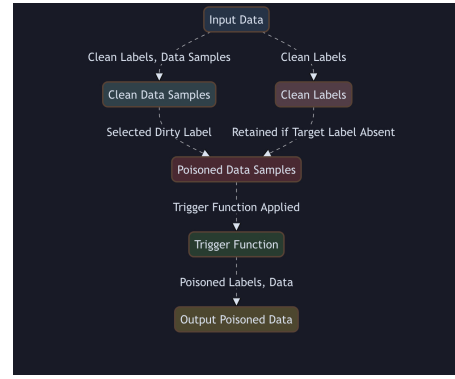 Input Data
Clean Labels, Data Samples
Clean Labels
Clean Data Samples
Clean Labels
Selected Dirty Label
Retained if Target Label Absent
Poisoned Data Samples
Trigger Function Applied
Trigger Function
Poisoned Labels, Data
Output Poisoned Data